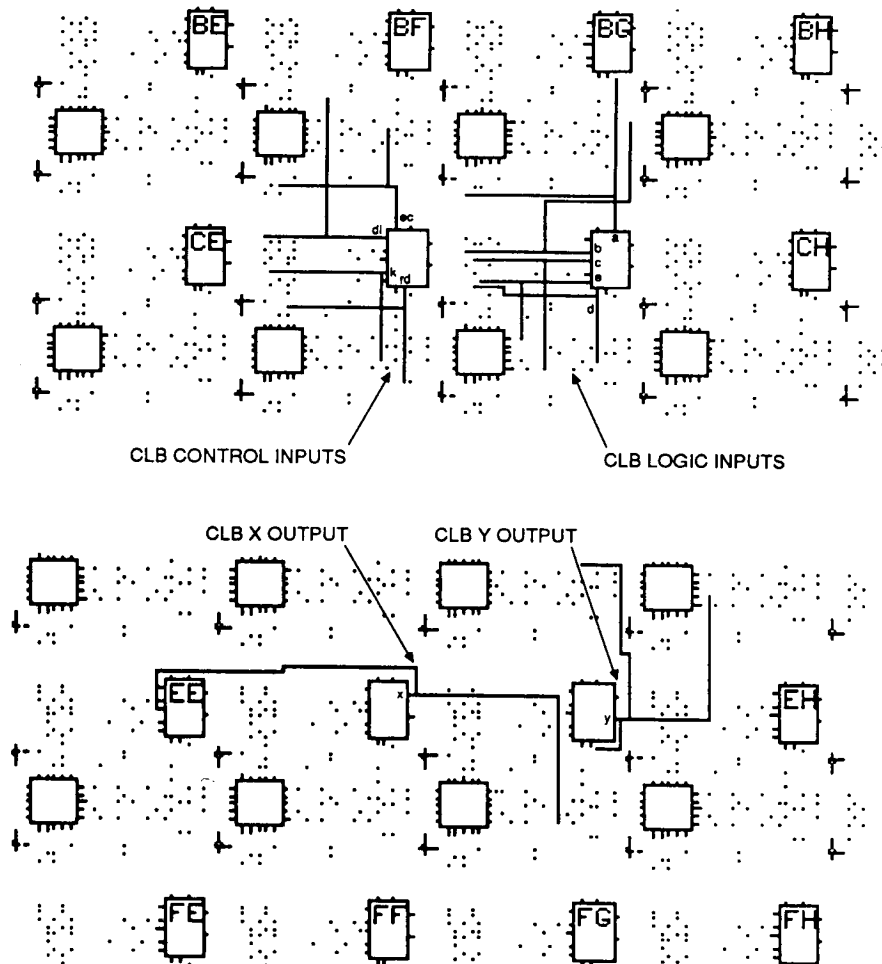 BE BF BG BH
ec
di a
CE b CH
c
k e
rd
d
CLB CONTROL INPUTS CLB LOGIC INPUTS
CLB X OUTPUT CLB Y OUTPUT
EE x EH
y
FE FF FG FH